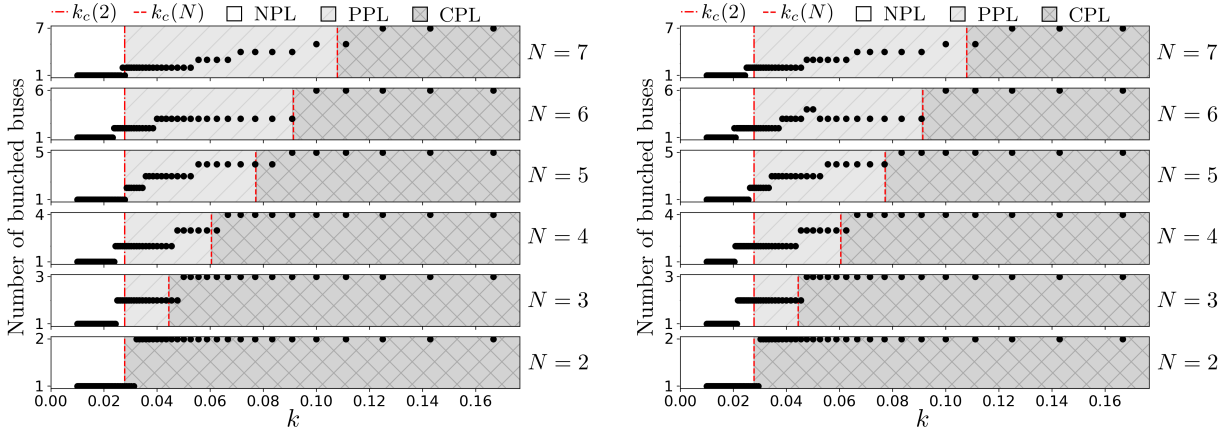 k_c(2) k_c(N) NPL PPL CPL
Number of bunched buses
7
1
N = 7
6
1
N = 6
5
1
N = 5
4
1
N = 4
3
1
N = 3
2
1
N = 2
0.00 0.02 0.04 0.06 0.08 0.10 0.12 0.14 0.16
k
k_c(2) k_c(N) NPL PPL CPL
Number of bunched buses
7
1
N = 7
6
1
N = 6
5
1
N = 5
4
1
N = 4
3
1
N = 3
2
1
N = 2
0.00 0.02 0.04 0.06 0.08 0.10 0.12 0.14 0.16
k